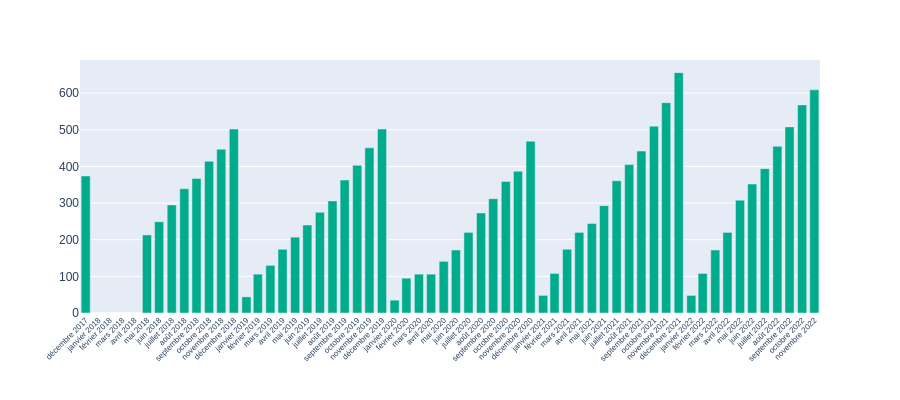 600
500
400
300
200
100
0
décembre 2017
janvier 2018
février 2018
mars 2018
avril 2018
mai 2018
juin 2018
juillet 2018
août 2018
septembre 2018
octobre 2018
novembre 2018
décembre 2018
janvier 2019
février 2019
mars 2019
avril 2019
mai 2019
juin 2019
juillet 2019
août 2019
septembre 2019
octobre 2019
novembre 2019
décembre 2019
janvier 2020
février 2020
mars 2020
avril 2020
mai 2020
juin 2020
juillet 2020
août 2020
septembre 2020
octobre 2020
novembre 2020
décembre 2020
janvier 2021
février 2021
mars 2021
avril 2021
mai 2021
juin 2021
juillet 2021
août 2021
septembre 2021
octobre 2021
novembre 2021
décembre 2021
janvier 2022
février 2022
mars 2022
avril 2022
mai 2022
juin 2022
juillet 2022
août 2022
septembre 2022
octobre 2022
novembre 2022